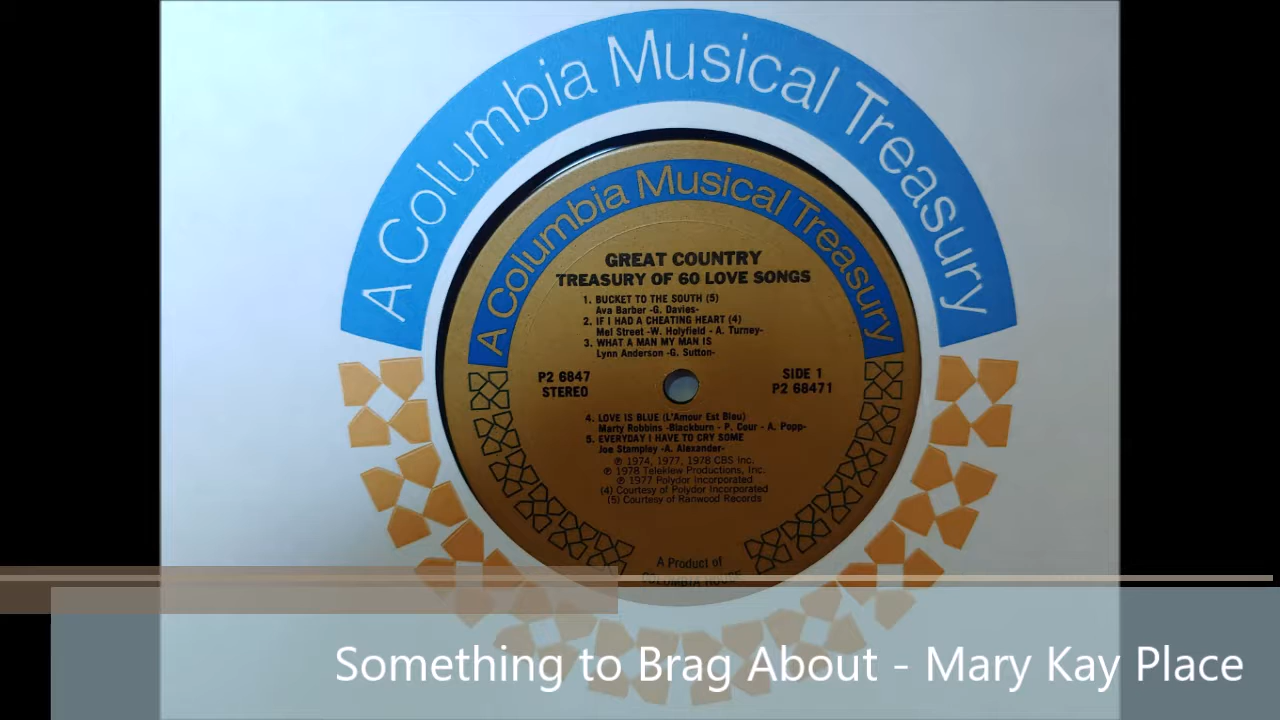 A Columbia Musical Treasury
A Columbia Musical Treasury
GREAT COUNTRY
TREASURY OF 60 LOVE SONGS
1. BUCKET TO THE SOUTH (5)
Ava Barber -G. Davies-
2. IF I HAD A CHEATING HEART (4)
Mel Street -W. Holyfield - A. Turney-
3. WHAT A MAN MY MAN IS
Lynn Anderson -G. Sutton-
P2 6847
STEREO
SIDE 1
P2 68471
4. LOVE IS BLUE (L'Amour Est Bleu)
Marty Robbins -Blackburn - P. Cour - A. Popp-
5. EVERYDAY I HAVE TO CRY SOME
Joe Stamplay -A. Alexander-
℗ 1974, 1977, 1978 CBS Inc.
℗ 1978 Teleklew Productions, Inc.
℗ 1977 Polydor Incorporated
(4) Courtesy of Polydor Incorporated
(5) Courtesy of Ranwood Records
A Product of
COLUMBIA HOUSE
Something to Brag About - Mary Kay Place